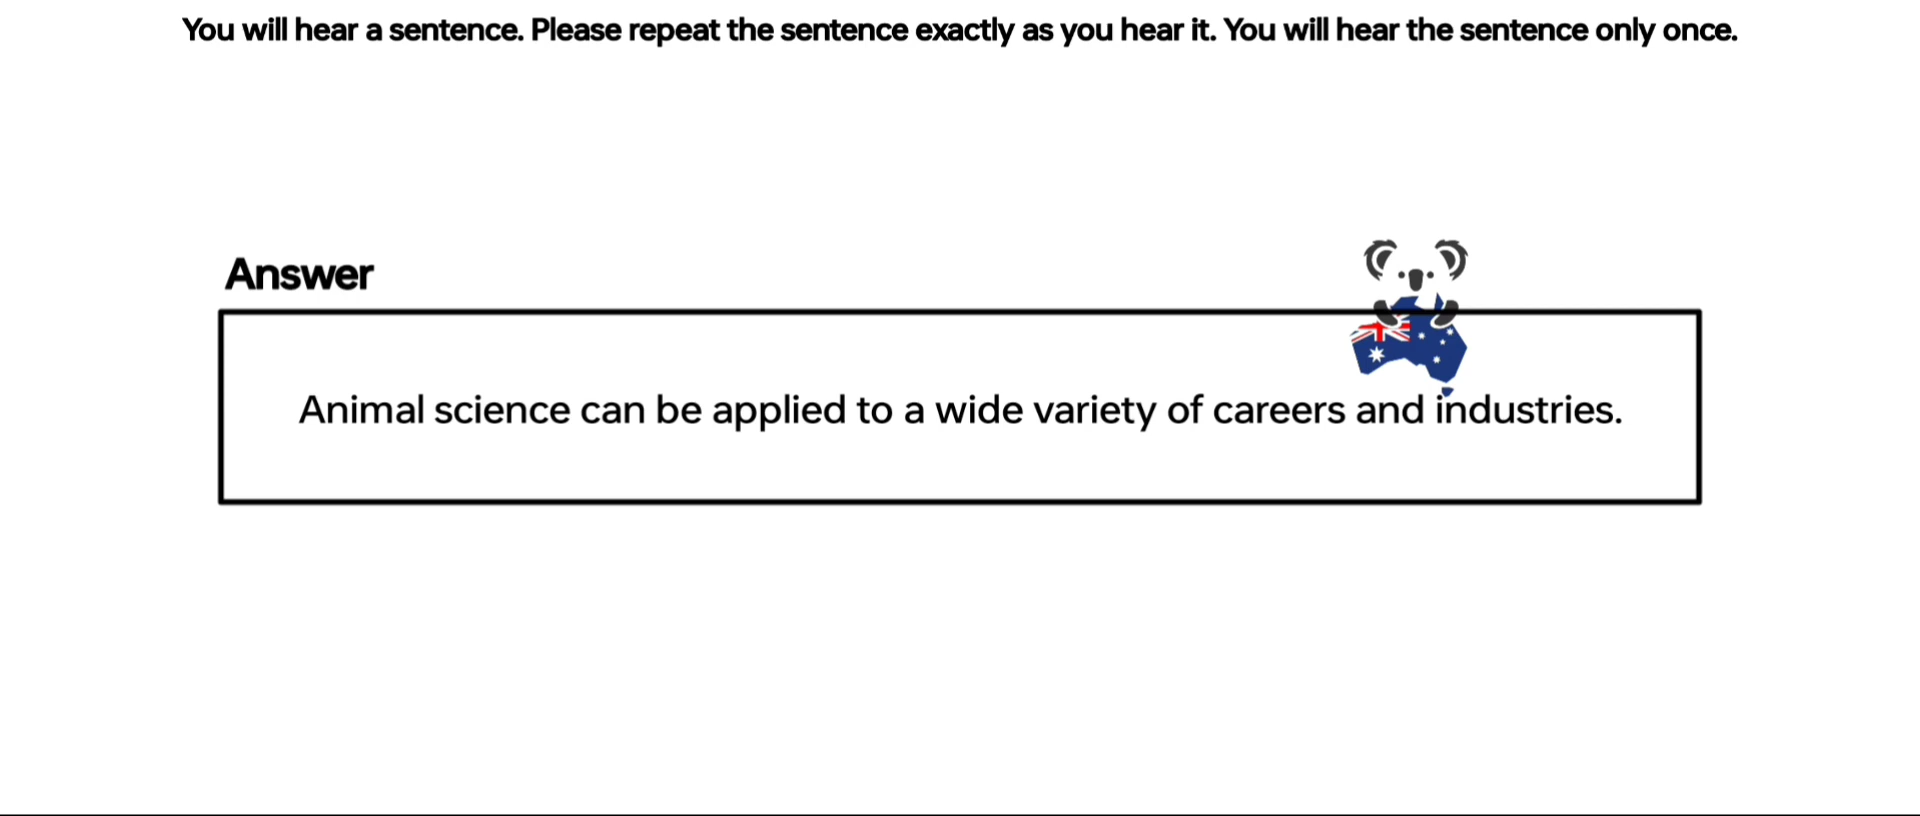 You will hear a sentence. Please repeat the sentence exactly as you hear it. You will hear the sentence only once.
Answer
Animal science can be applied to a wide variety of careers and industries.